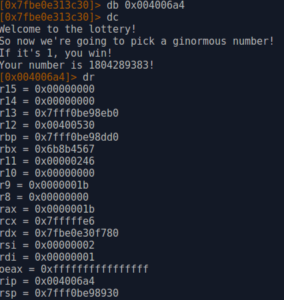 [0x7fbe0e313c30]> db 0x004006a4
[0x7fbe0e313c30]> dc
Welcome to the lottery!
So now we're going to pick a ginormous number!
If it's 1, you win!
Your number is 1804289383!
[0x004006a4]> dr
r15 = 0x00000000
r14 = 0x00000000
r13 = 0x7fff0be98eb0
r12 = 0x00400530
rbp = 0x7fff0be98dd0
rbx = 0x6b8b4567
r11 = 0x00000246
r10 = 0x00000000
r9 = 0x0000001b
r8 = 0x00000000
rax = 0x0000001b
rcx = 0x7fffffe6
rdx = 0x7fbe0e30f780
rsi = 0x00000002
rdi = 0x00000001
oeax = 0xffffffffffffffff
rip = 0x004006a4
rsp = 0x7fff0be98930